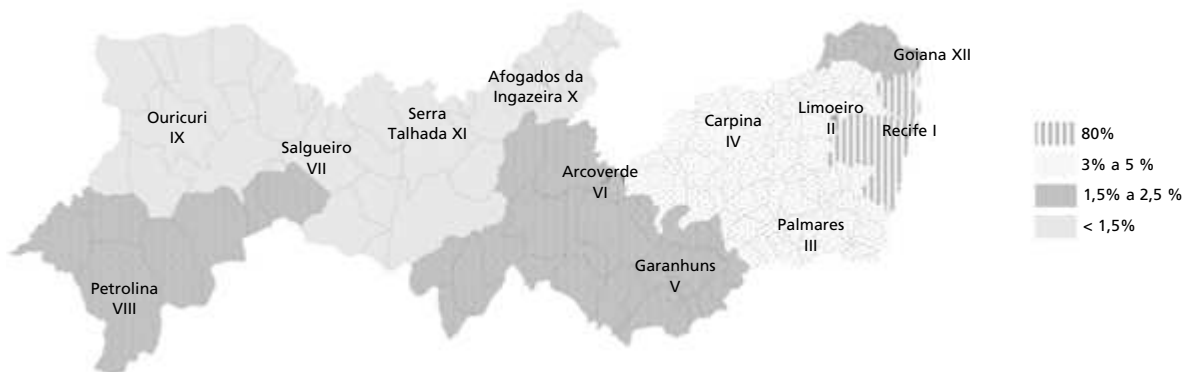 Goiana XII
Afogados da
Ingazeira X
Ouricuri
IX
Serra
Talhada XI
Salgueiro
VII
Carpina
IV
Limoeiro
II
Recife I
Arcoverde
VI
Palmares
III
Garanhuns
V
Petrolina
VIII
80%
3% a 5 %
1,5% a 2,5 %
< 1,5%